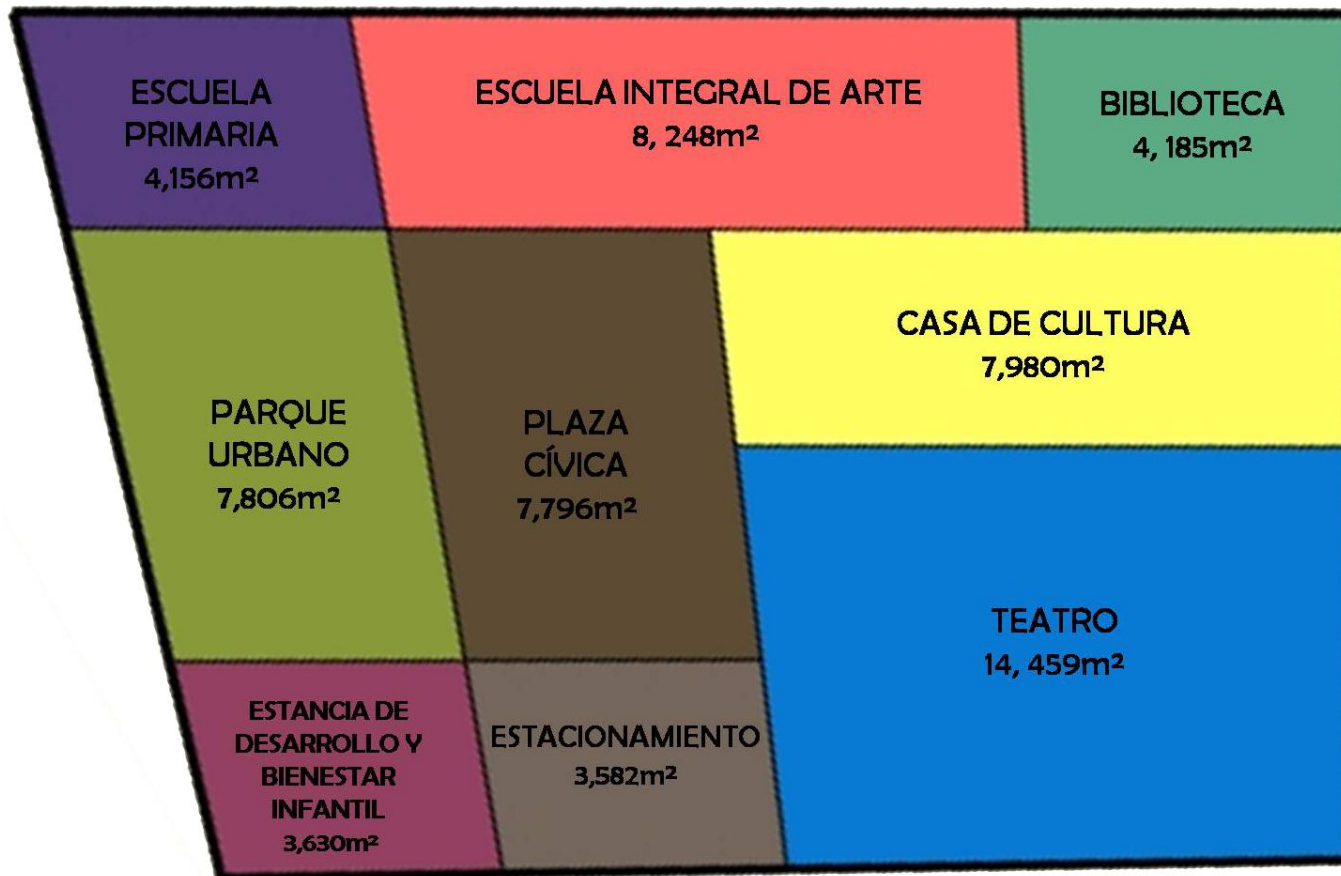 ESCUELA
PRIMARIA
4,156m²
ESCUELA INTEGRAL DE ARTE
8, 248m²
BIBLIOTECA
4, 185m²
PARQUE
URBANO
7,806m²
PLAZA
CÍVICA
7,796m²
CASA DE CULTURA
7,980m²
TEATRO
14, 459m²
ESTANCIA DE
DESARROLLO Y
BIENESTAR
INFANTIL
3,630m²
ESTACIONAMIENTO
3,582m²